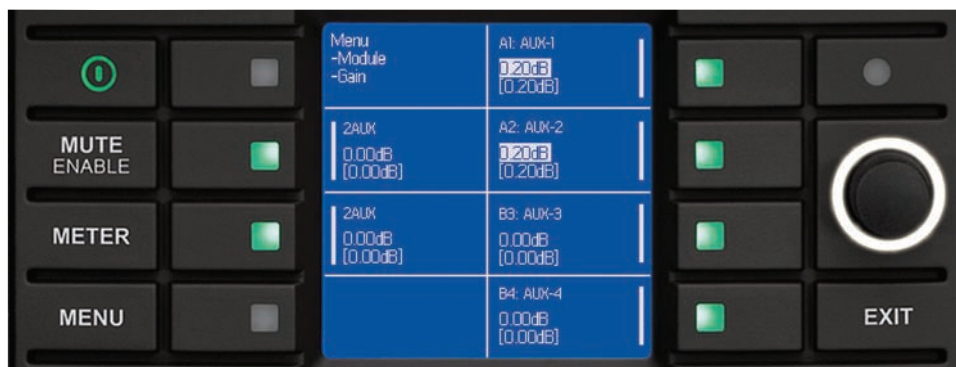 MUTE
ENABLE
METER
MENU
Menu
-Module
-Gain
2AUX
0.00dB
[0.00dB]
2AUX
0.00dB
[0.00dB]
A1: AUX-1
0.20dB
[0.20dB]
A2: AUX-2
0.20dB
[0.20dB]
B3: AUX-3
0.00dB
[0.00dB]
B4: AUX-4
0.00dB
[0.00dB]
EXIT